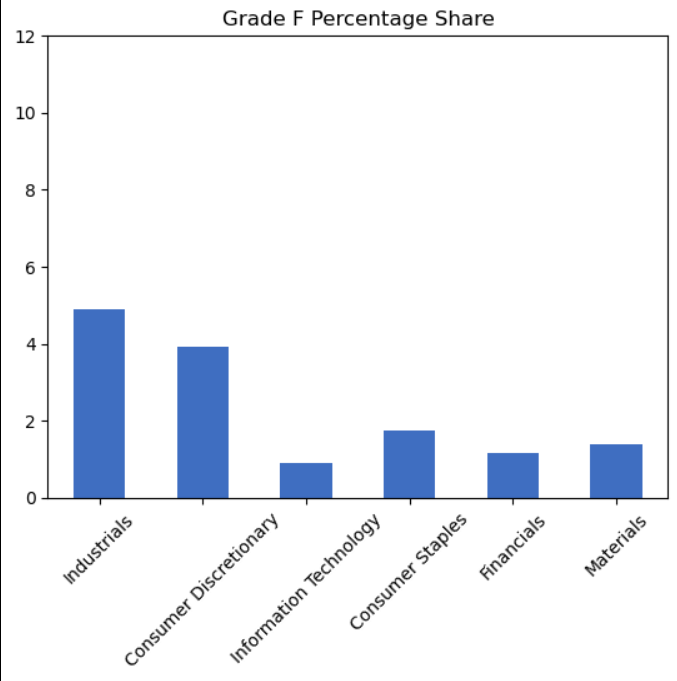 Grade F Percentage Share
12
10
8
6
4
2
0
Industrials
Consumer Discretionary
Information Technology
Consumer Staples
Financials
Materials